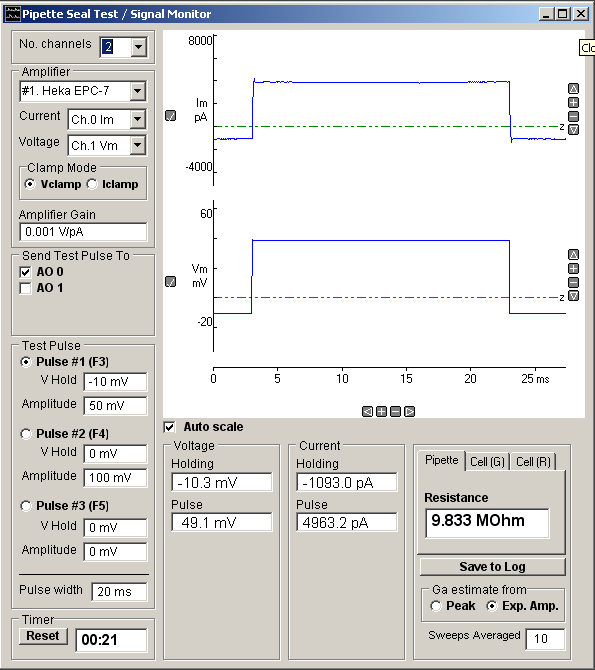 Pipette Seal Test / Signal Monitor
No. channels 2
Amplifier
#1. Heka EPC-7
Current Ch.0 Im
Voltage Ch.1 Vm
Clamp Mode
Vclamp Iclamp
Amplifier Gain
0.001 V/pA
Send Test Pulse To
AO 0
AO 1
Test Pulse
Pulse #1 (F3)
V Hold -10 mV
Amplitude 50 mV
Pulse #2 (F4)
V Hold 0 mV
Amplitude 100 mV
Pulse #3 (F5)
V Hold 0 mV
Amplitude 0 mV
Pulse width 20 ms
Timer
Reset 00:21
Clo
8000
Im
pA
z
-4000
60
Vm
mV
z
-20
0 5 10 15 20 25 ms
Auto scale
Voltage
Holding
-10.3 mV
Pulse
49.1 mV
Current
Holding
-1093.0 pA
Pulse
4963.2 pA
Pipette Cell (G) Cell (R)
Resistance
9.833 MOhm
Save to Log
Ga estimate from
Peak Exp. Amp.
Sweeps Averaged 10